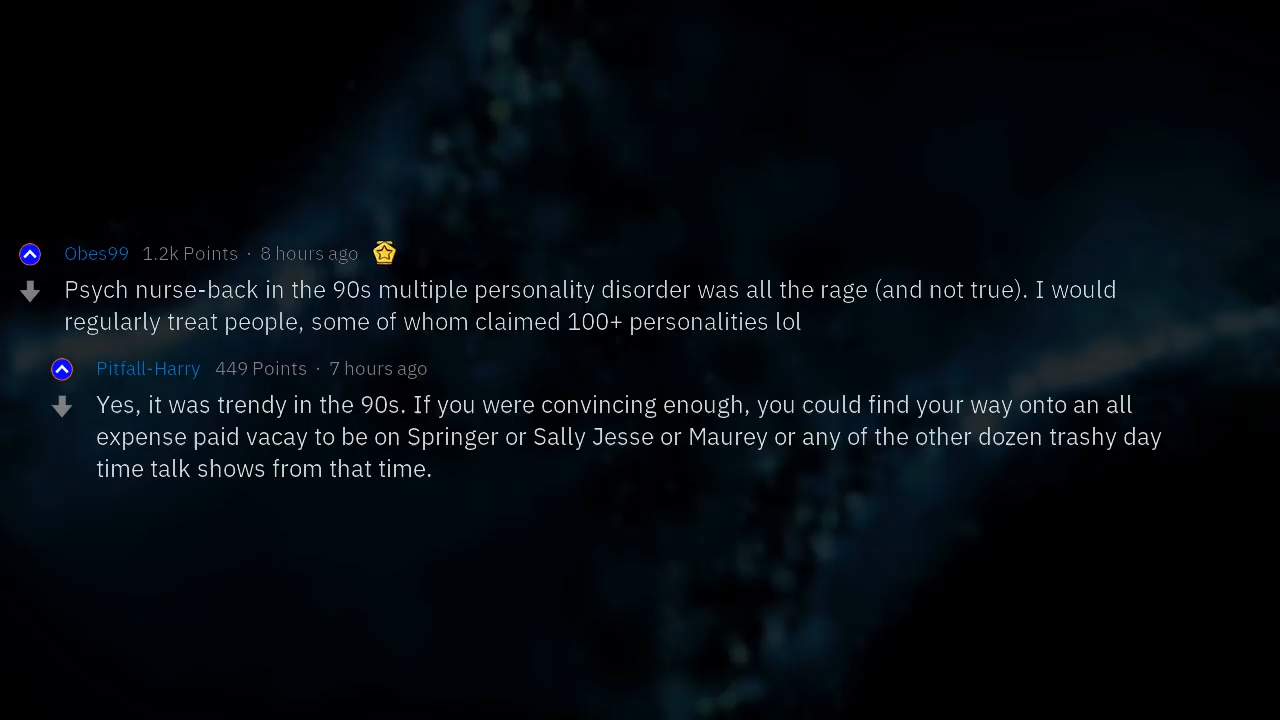 Obes99 1.2k Points · 8 hours ago
Psych nurse-back in the 90s multiple personality disorder was all the rage (and not true). I would
regularly treat people, some of whom claimed 100+ personalities lol
Pitfall-Harry 449 Points · 7 hours ago
Yes, it was trendy in the 90s. If you were convincing enough, you could find your way onto an all
expense paid vacay to be on Springer or Sally Jesse or Maurey or any of the other dozen trashy day
time talk shows from that time.